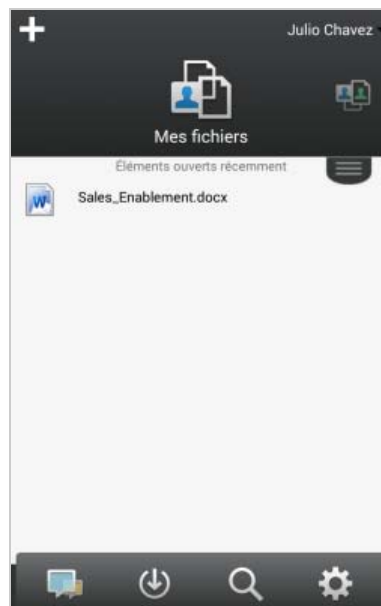 Julio Chavez
Mes fichiers
Éléments ouverts récemment
Sales_Enablement.docx